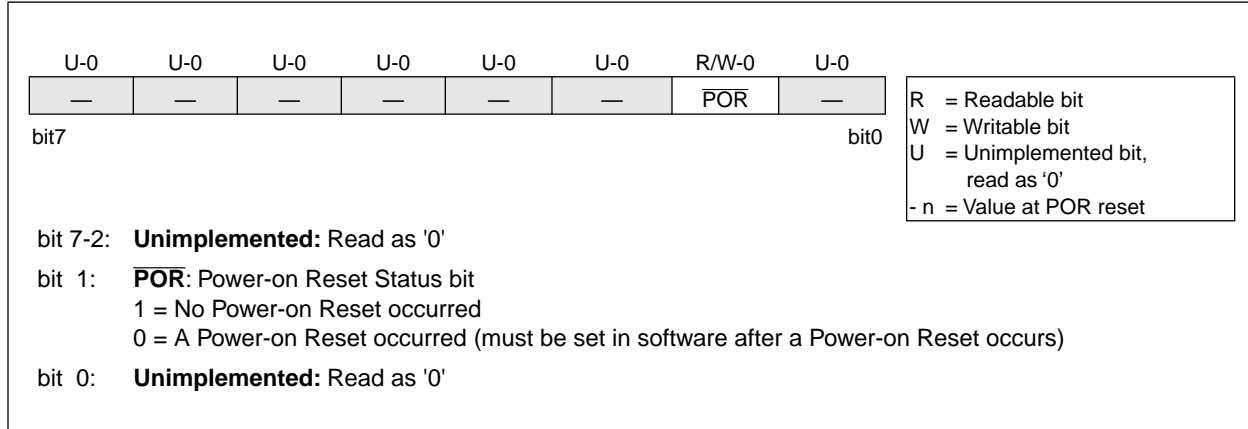 U-0 U-0 U-0 U-0 U-0 U-0 R/W-0 U-0
— — — — — — P̅O̅R̅ —
bit7 bit0
R = Readable bit
W = Writable bit
U = Unimplemented bit,
read as ‘0’
- n = Value at POR reset
bit 7-2: Unimplemented: Read as '0'
bit 1: P̅O̅R̅: Power-on Reset Status bit
1 = No Power-on Reset occurred
0 = A Power-on Reset occurred (must be set in software after a Power-on Reset occurs)
bit 0: Unimplemented: Read as '0'